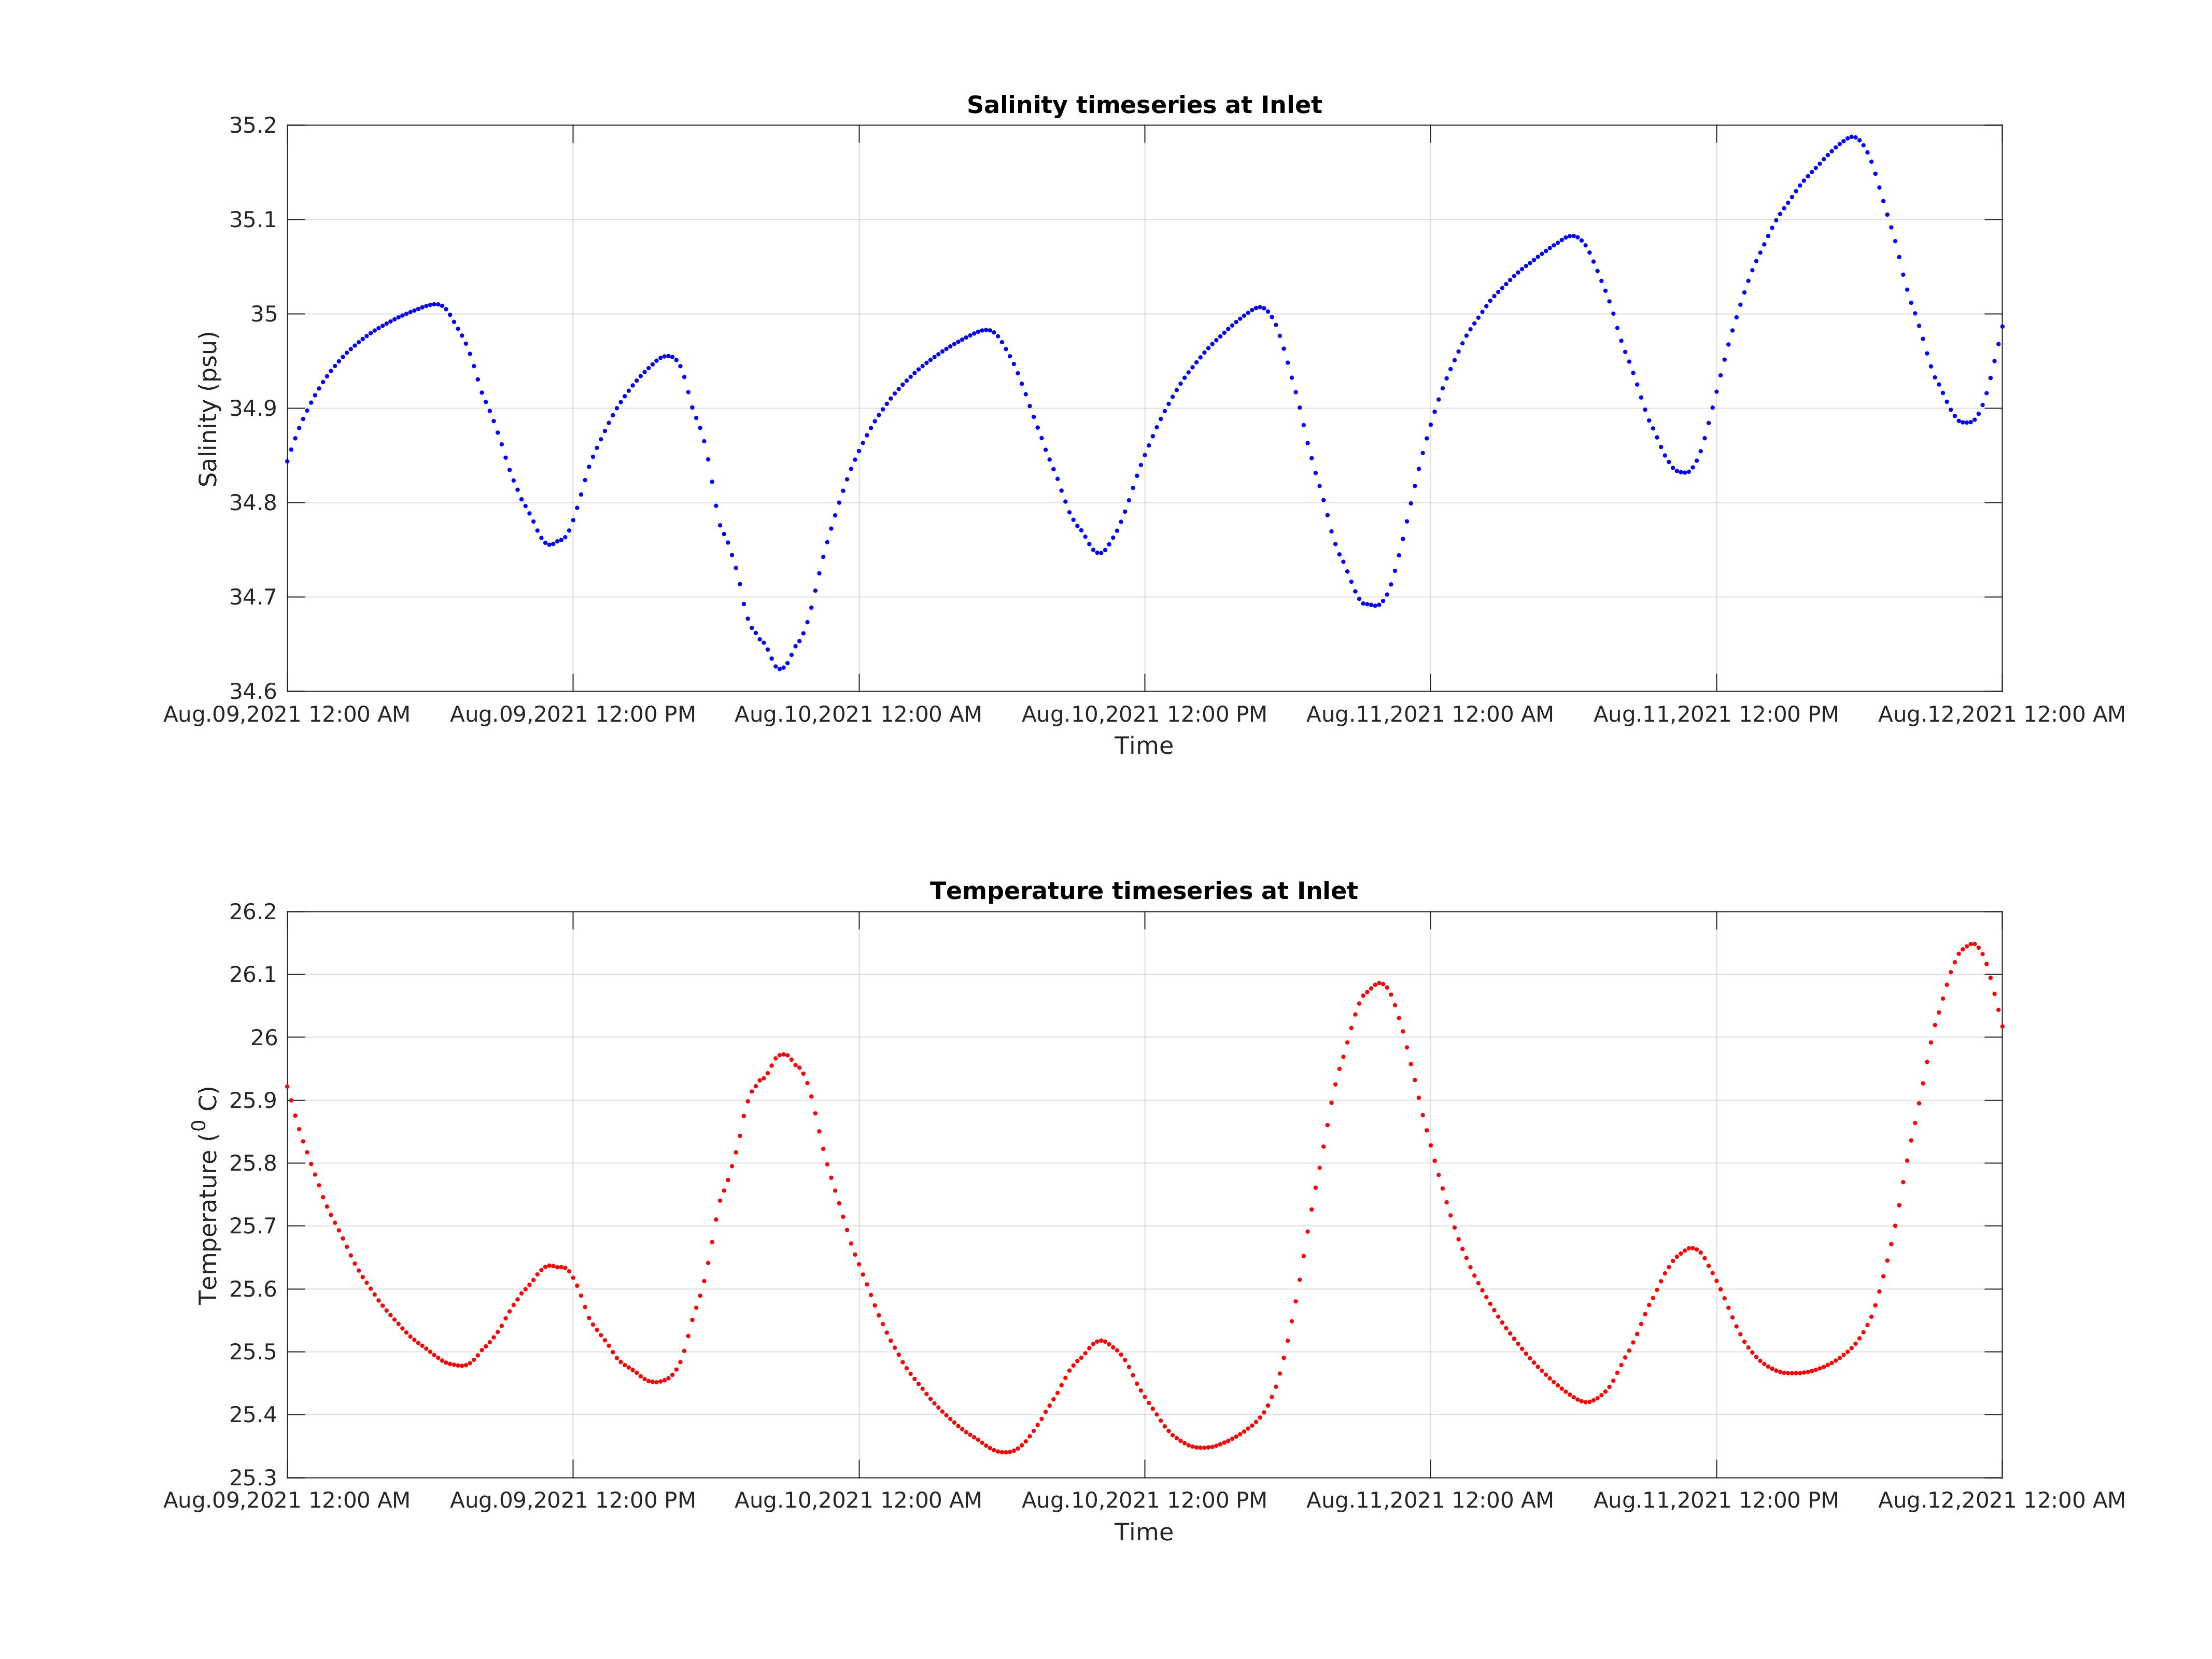 Salinity timeseries at Inlet
35.2
35.1
35
34.9
34.8
34.7
34.6
Salinity (psu)
Aug.09,2021 12:00 AM Aug.09,2021 12:00 PM Aug.10,2021 12:00 AM Aug.10,2021 12:00 PM Aug.11,2021 12:00 AM Aug.11,2021 12:00 PM Aug.12,2021 12:00 AM
Time
Temperature timeseries at Inlet
26.2
26.1
26
25.9
25.8
25.7
25.6
25.5
25.4
25.3
Temperature (⁰ C)
Aug.09,2021 12:00 AM Aug.09,2021 12:00 PM Aug.10,2021 12:00 AM Aug.10,2021 12:00 PM Aug.11,2021 12:00 AM Aug.11,2021 12:00 PM Aug.12,2021 12:00 AM
Time